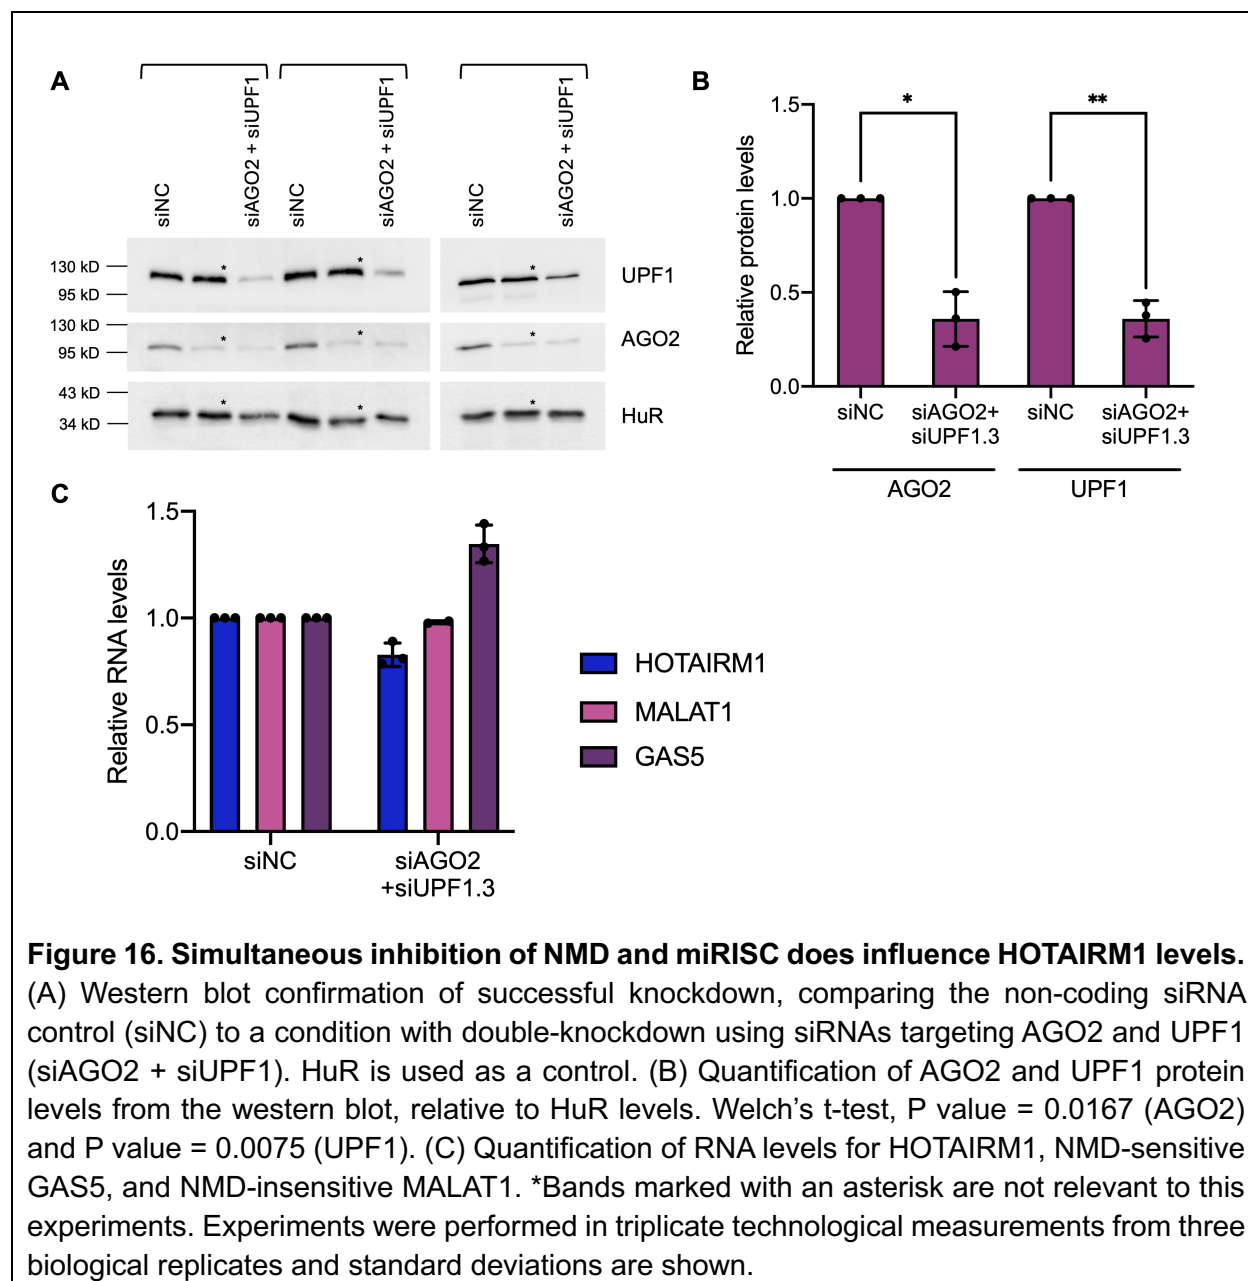 A
siNC
siAGO2 + siUPF1
siNC
siAGO2 + siUPF1
siNC
siAGO2 + siUPF1
130 kD
95 kD
* * *
UPF1
130 kD
95 kD
* * *
AGO2
43 kD
34 kD
* * *
HuR
B
Relative protein levels
1.5
1.0
0.5
0.0
* **
siNC
siAGO2+
siUPF1.3
siNC
siAGO2+
siUPF1.3
AGO2
UPF1
C
Relative RNA levels
1.5
1.0
0.5
0.0
siNC
siAGO2
+siUPF1.3
HOTAIRM1
MALAT1
GAS5
Figure 16. Simultaneous inhibition of NMD and miRISC does influence HOTAIRM1 levels.
(A) Western blot confirmation of successful knockdown, comparing the non-coding siRNA
control (siNC) to a condition with double-knockdown using siRNAs targeting AGO2 and UPF1
(siAGO2 + siUPF1). HuR is used as a control. (B) Quantification of AGO2 and UPF1 protein
levels from the western blot, relative to HuR levels. Welch's t-test, P value = 0.0167 (AGO2)
and P value = 0.0075 (UPF1). (C) Quantification of RNA levels for HOTAIRM1, NMD-sensitive
GAS5, and NMD-insensitive MALAT1. *Bands marked with an asterisk are not relevant to this
experiments. Experiments were performed in triplicate technological measurements from three
biological replicates and standard deviations are shown.